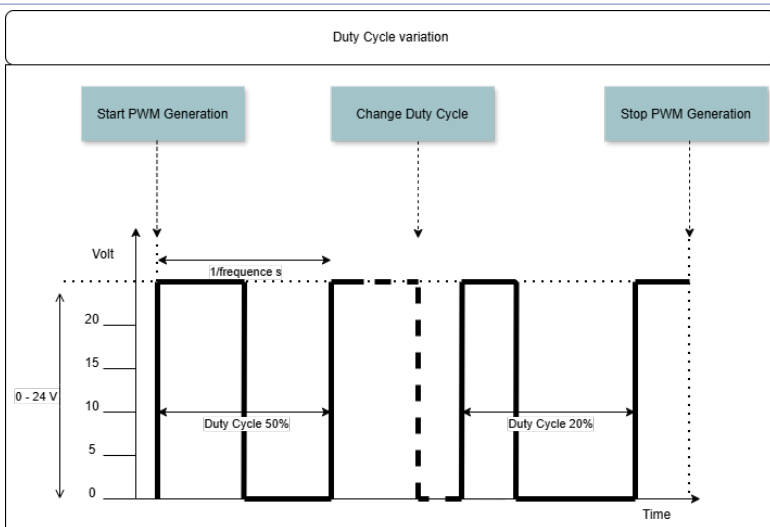 Duty Cycle variation
Start PWM Generation
Change Duty Cycle
Stop PWM Generation
Volt
1/frequence s
20
15
0 - 24 V
10
Duty Cycle 50%
Duty Cycle 20%
5
0
Time